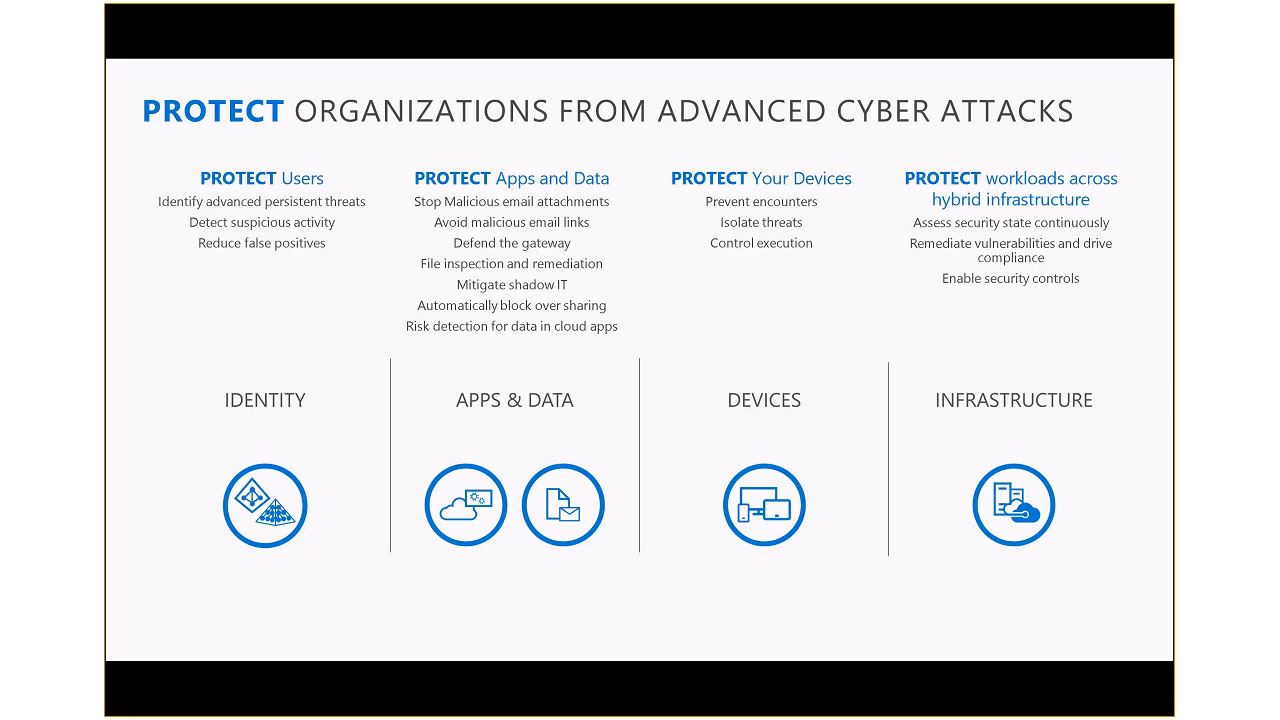 PROTECT ORGANIZATIONS FROM ADVANCED CYBER ATTACKS
PROTECT Users
Identify advanced persistent threats
Detect suspicious activity
Reduce false positives
PROTECT Apps and Data
Stop Malicious email attachments
Avoid malicious email links
Defend the gateway
File inspection and remediation
Mitigate shadow IT
Automatically block over sharing
Risk detection for data in cloud apps
PROTECT Your Devices
Prevent encounters
Isolate threats
Control execution
PROTECT workloads across
hybrid infrastructure
Assess security state continuously
Remediate vulnerabilities and drive
compliance
Enable security controls
IDENTITY
APPS & DATA
DEVICES
INFRASTRUCTURE